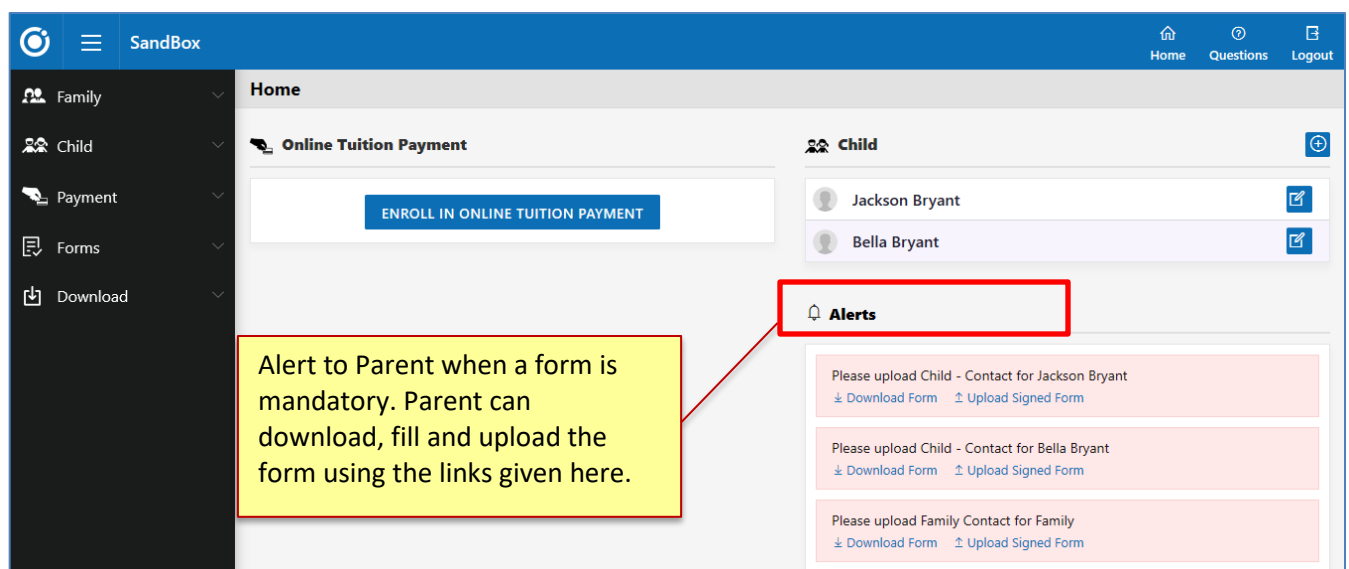 SandBox
Home
Questions
Logout
Family
Child
Payment
Forms
Download
Home
Online Tuition Payment
ENROLL IN ONLINE TUITION PAYMENT
Child
Jackson Bryant
Bella Bryant
Alerts
Alert to Parent when a form is
mandatory. Parent can
download, fill and upload the
form using the links given here.
Please upload Child - Contact for Jackson Bryant
Download Form Upload Signed Form
Please upload Child - Contact for Bella Bryant
Download Form Upload Signed Form
Please upload Family Contact for Family
Download Form Upload Signed Form